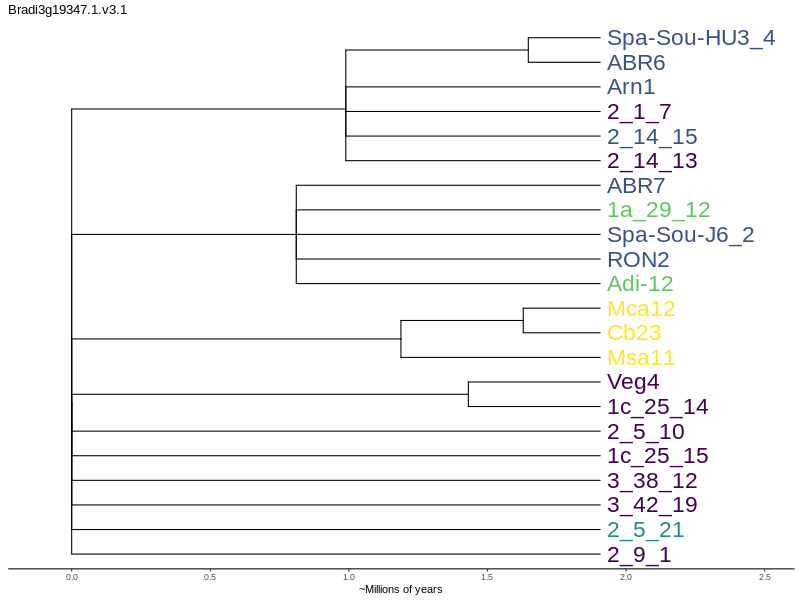 Bradi3g19347.1.v3.1
Spa-Sou-HU3_4
ABR6
Arn1
2_1_7
2_14_15
2_14_13
ABR7
1a_29_12
Spa-Sou-J6_2
RON2
Adi-12
Mca12
Cb23
Msa11
Veg4
1c_25_14
2_5_10
1c_25_15
3_38_12
3_42_19
2_5_21
2_9_1
0.0 0.5 1.0 1.5 2.0 2.5
~Millions of years